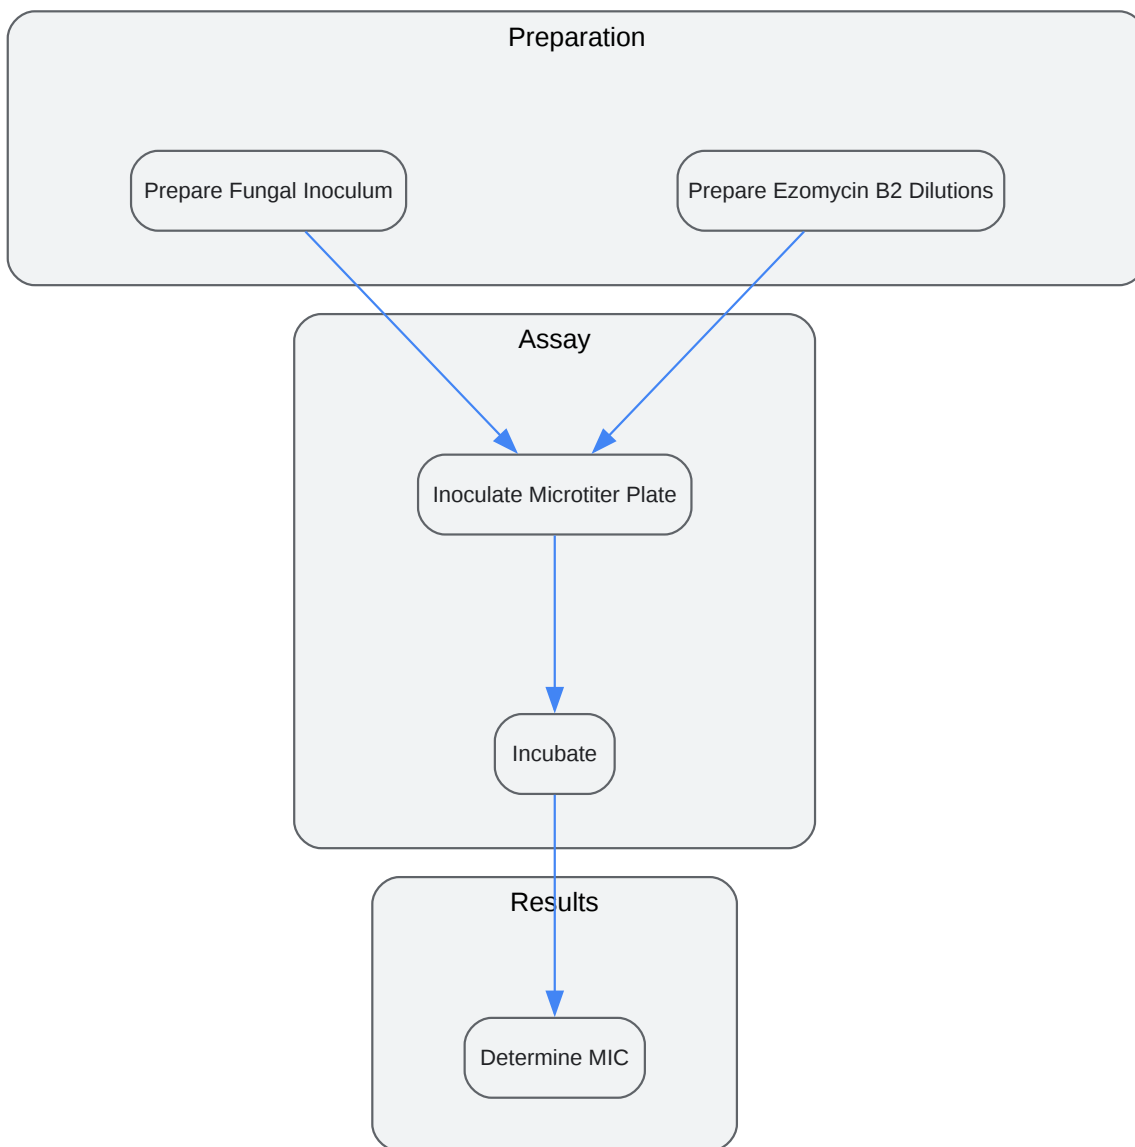 Preparation
Prepare Fungal Inoculum
Prepare Ezomycin B2 Dilutions
Assay
Inoculate Microtiter Plate
Incubate
Results
Determine MIC